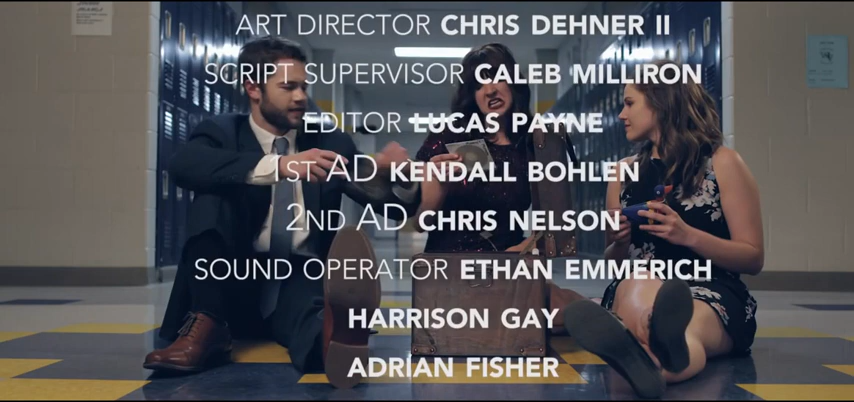 ART DIRECTOR CHRIS DEHNER II
SCRIPT SUPERVISOR CALEB MILLIRON
EDITOR LUCAS PAYNE
1ST AD KENDALL BOHLEN
2ND AD CHRIS NELSON
SOUND OPERATOR ETHAN EMMERICH
HARRISON GAY
ADRIAN FISHER